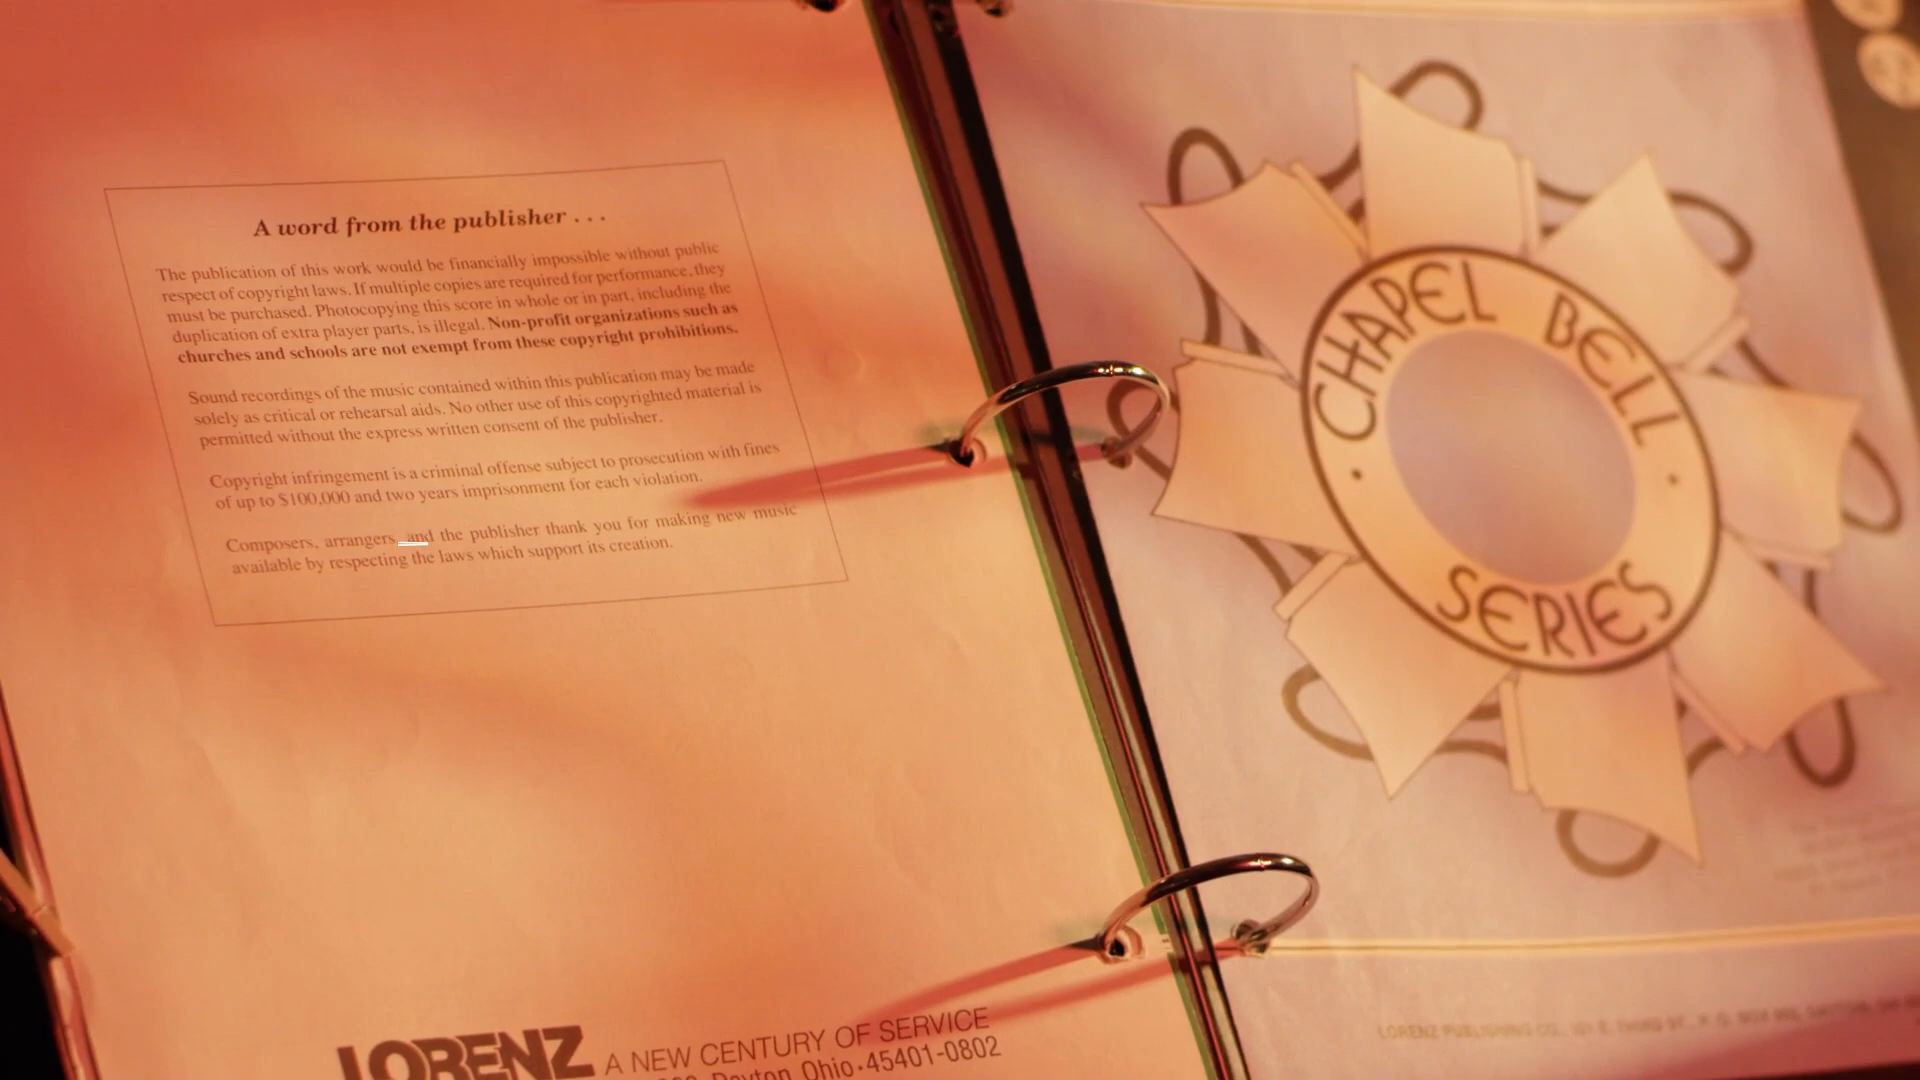 A word from the publisher . . .
The publication of this work would be financially impossible without public
respect of copyright laws. If multiple copies are required for performance, they
must be purchased. Photocopying this score in whole or in part, including the
duplication of extra player parts, is illegal. Non-profit organizations such as
churches and schools are not exempt from these copyright prohibitions.
Sound recordings of the music contained within this publication may be made
solely as critical or rehearsal aids. No other use of this copyrighted material is
permitted without the express written consent of the publisher.
Copyright infringement is a criminal offense subject to prosecution with fines
of up to $100,000 and two years imprisonment for each violation.
Composers, arrangers, and the publisher thank you for making new music
available by respecting the laws which support its creation.
LORENZ A NEW CENTURY OF SERVICE
Dayton, Ohio • 45401-0802
CHAPEL BELL
SERIES
LORENZ PUBLISHING CO.